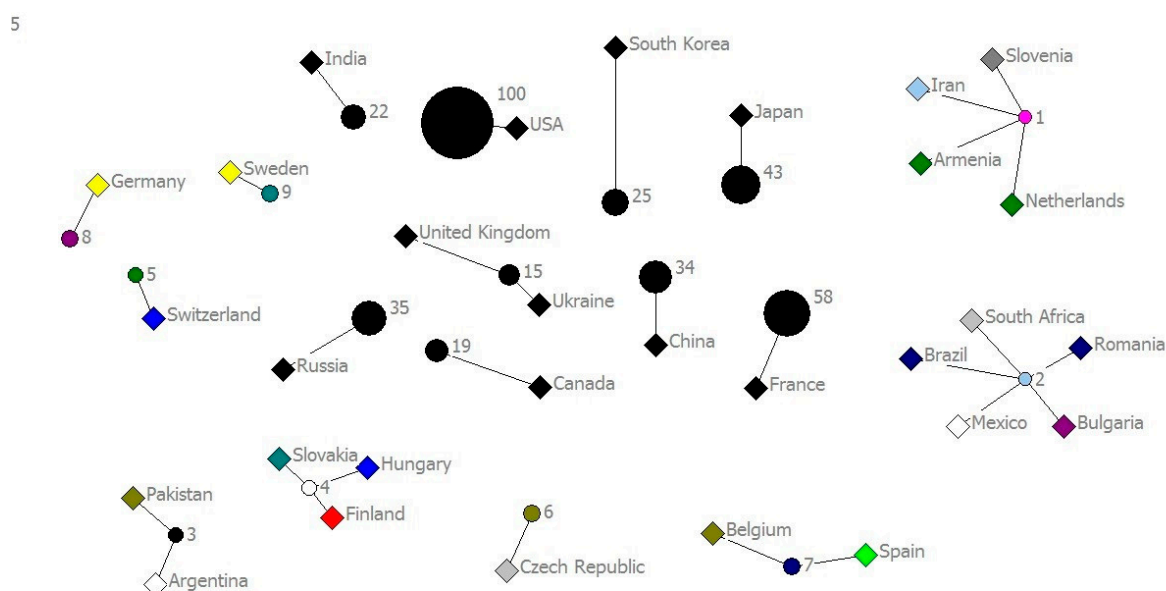 5
South Korea
India
Slovenia
100
Iran
22
USA
Japan
1
Sweden
Armenia
43
Germany
9
25
Netherlands
8
United Kingdom
34
5
15
58
Ukraine
Switzerland
35
South Africa
19
China
Romania
Brazil
Russia
2
Canada
France
Mexico
Bulgaria
Slovakia
Hungary
4
Pakistan
Finland
6
3
Belgium
Spain
7
Czech Republic
Argentina